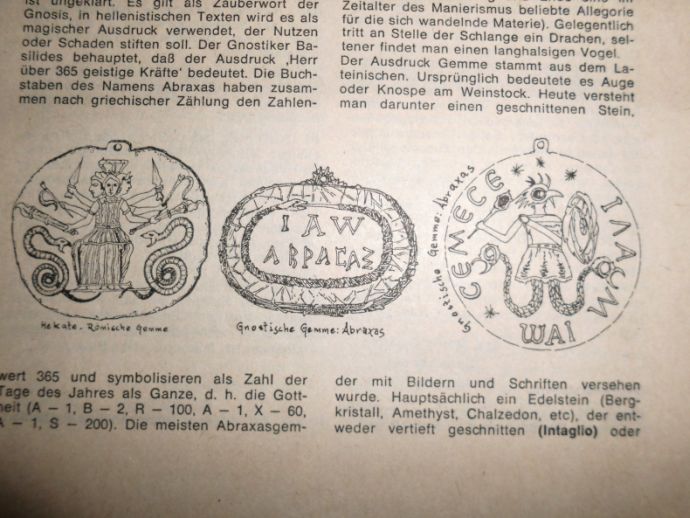 ist ungeklärt. Es gilt als Zauberwort der
Gnosis, in hellenistischen Texten wird es als
magischer Ausdruck verwendet, der Nutzen
oder Schaden stiften soll. Der Gnostiker Ba-
silides behauptet, daß der Ausdruck ‚Herr
über 365 geistige Kräfte‘ bedeutet. Die Buch-
staben des Namens Abraxas haben zusam-
men nach griechischer Zählung den Zahlen-
Zeitalter des Manierismus beliebte Allegorie
für die sich wandelnde Materie). Gelegentlich
tritt an Stelle der Schlange ein Drachen, sel-
tener findet man einen langhalsigen Vogel.
Der Ausdruck Gemme stammt aus dem La-
teinischen. Ursprünglich bedeutete es Auge
oder Knospe am Weinstock. Heute versteht
man darunter einen geschnittenen Stein,
Hekate. Römische Gemme
ΙΑW
ΑΒΡΑCΑΞ
Gnostische Gemme: Abraxas
Gnostische Gemme: Abraxas
CEMECE
WAI
wert 365 und symbolisieren als Zahl der
Tage des Jahres als Ganze, d. h. die Gott-
heit (A – 1, B – 2, R – 100, A – 1, X – 60,
A – 1, S – 200). Die meisten Abraxasgem-
der mit Bildern und Schriften versehen
wurde. Hauptsächlich ein Edelstein (Berg-
kristall, Amethyst, Chalzedon, etc), der ent-
weder vertieft geschnitten (Intaglio) oder